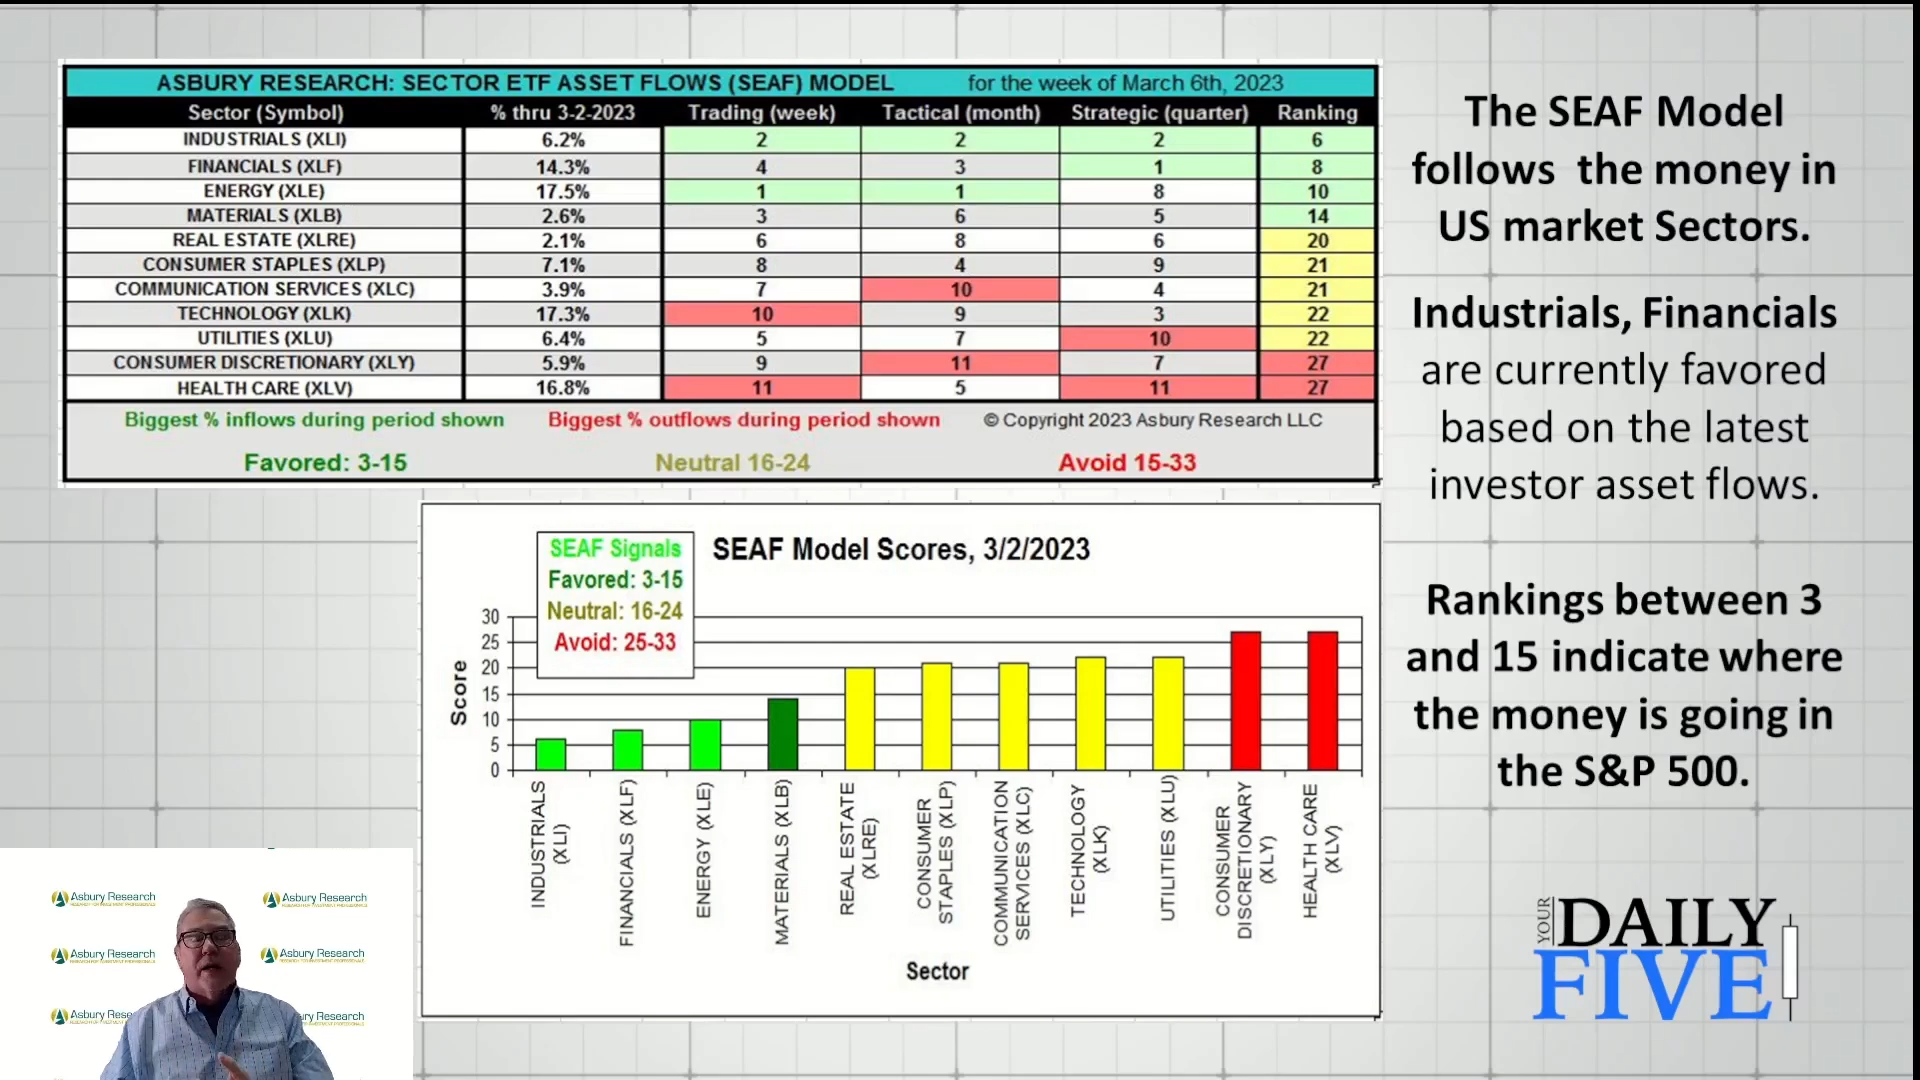 ASBURY RESEARCH: SECTOR ETF ASSET FLOWS (SEAF) MODEL for the week of March 6th, 2023
Sector (Symbol) % thru 3-2-2023 Trading (week) Tactical (month) Strategic (quarter) Ranking
INDUSTRIALS (XLI) 6.2% 2 2 2 6
FINANCIALS (XLF) 14.3% 4 3 1 8
ENERGY (XLE) 17.5% 1 1 8 10
MATERIALS (XLB) 2.6% 3 6 5 14
REAL ESTATE (XLRE) 2.1% 6 8 6 20
CONSUMER STAPLES (XLP) 7.1% 8 4 9 21
COMMUNICATION SERVICES (XLC) 3.9% 7 10 4 21
TECHNOLOGY (XLK) 17.3% 10 9 3 22
UTILITIES (XLU) 6.4% 5 7 10 22
CONSUMER DISCRETIONARY (XLY) 5.9% 9 11 7 27
HEALTH CARE (XLV) 16.8% 11 5 11 27
Biggest % inflows during period shown Biggest % outflows during period shown © Copyright 2023 Asbury Research LLC
Favored: 3-15 Neutral 16-24 Avoid 15-33
The SEAF Model
follows the money in
US market Sectors.
Industrials, Financials
are currently favored
based on the latest
investor asset flows.
Rankings between 3
and 15 indicate where
the money is going in
the S&P 500.
SEAF Model Scores, 3/2/2023
SEAF Signals
Favored: 3-15
Neutral: 16-24
Avoid: 25-33
Score
30
25
20
15
10
5
0
INDUSTRIALS
(XLI)
FINANCIALS (XLF)
ENERGY (XLE)
MATERIALS (XLB)
REAL ESTATE
(XLRE)
CONSUMER
STAPLES (XLP)
COMMUNICATION
SERVICES (XLC)
TECHNOLOGY
(XLK)
UTILITIES (XLU)
CONSUMER
DISCRETIONARY
(XLY)
HEALTH CARE
(XLV)
Sector
Asbury Research
Asbury Research
Asbury Research
Asbury Research
Asbury Rese
ury Research
YOUR
DAILY
FIVE